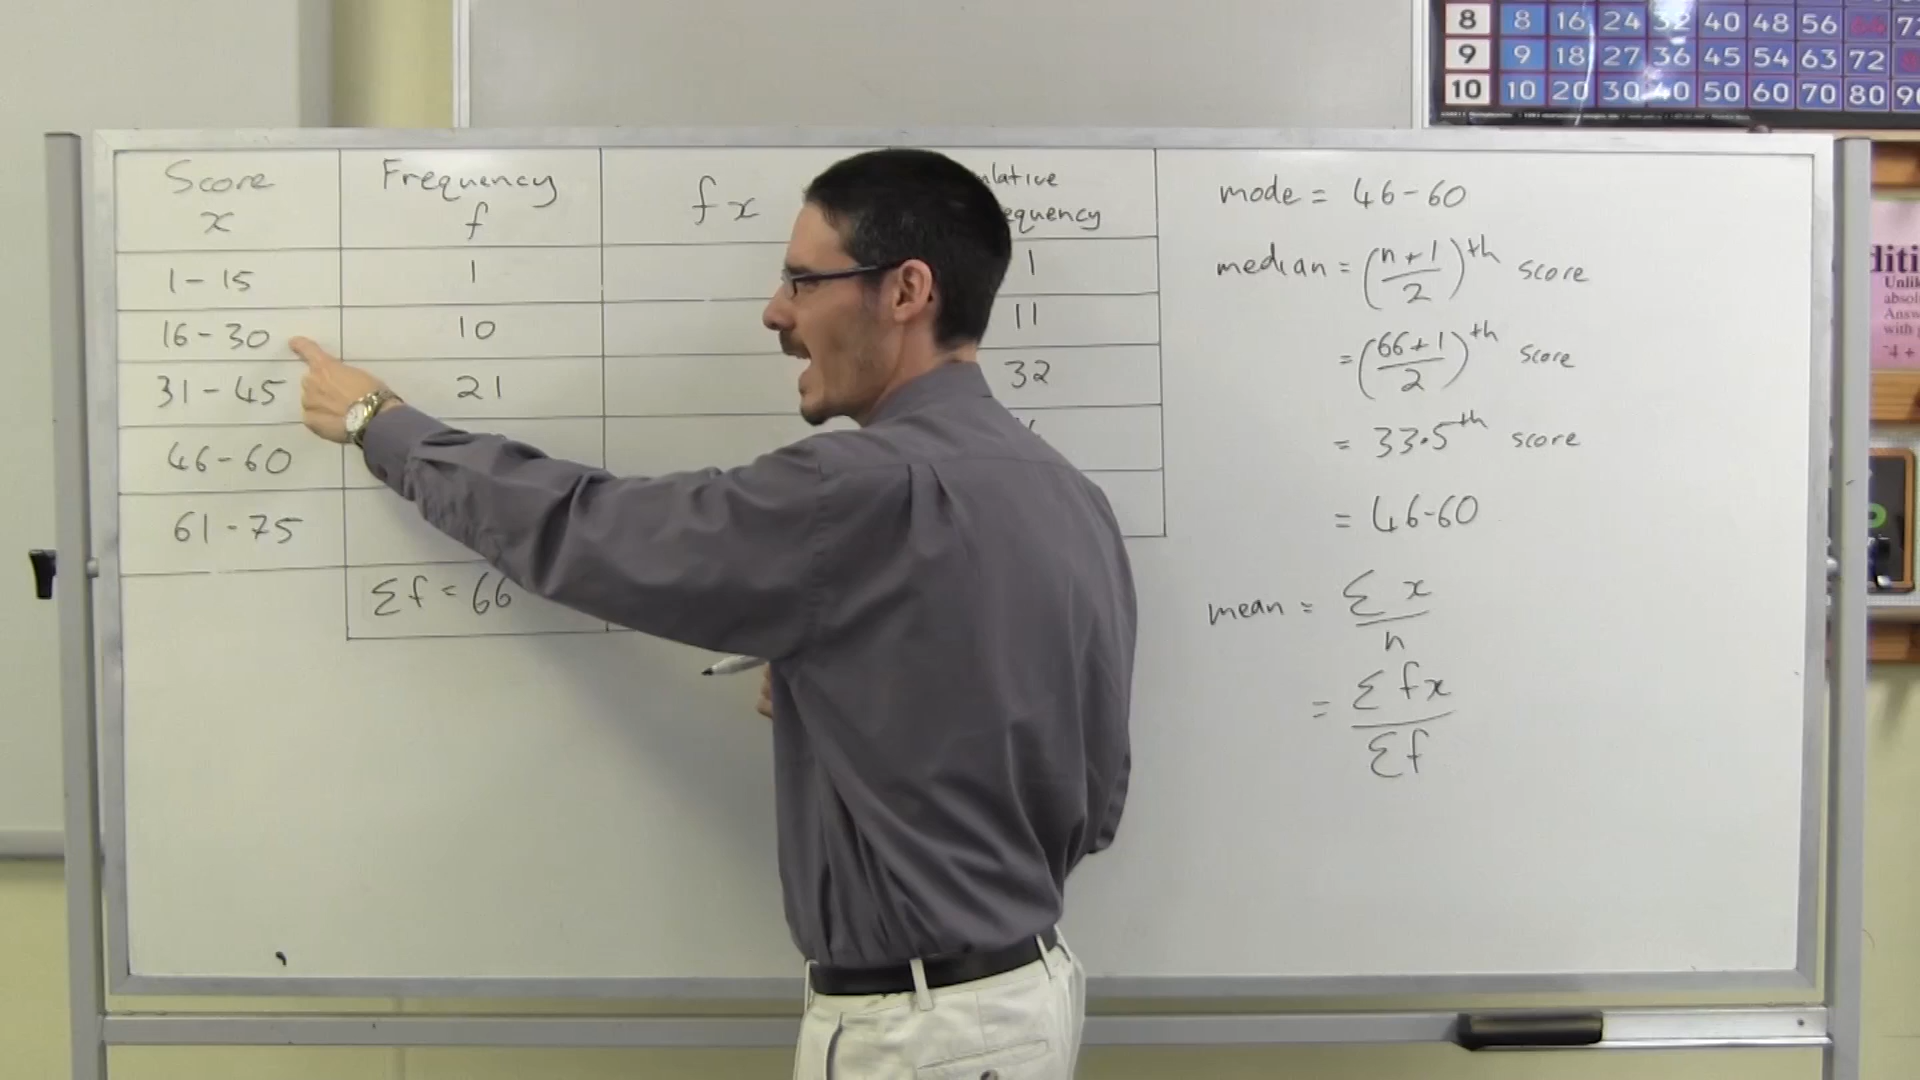 8 8 16 24 32 40 48 56 64 72
9 9 18 27 36 45 54 63 72
10 10 20 30 40 50 60 70 80 90
Score Frequency
x f fx
1-15 1 1
16-30 10 11
31-45 21 32
46-60
61-75
Σf = 66
mode = 46-60
median = (n+1/2)th score
= (66+1/2)th score
= 33.5th score
= 46-60
mean = Σx/n
= Σfx/Σf